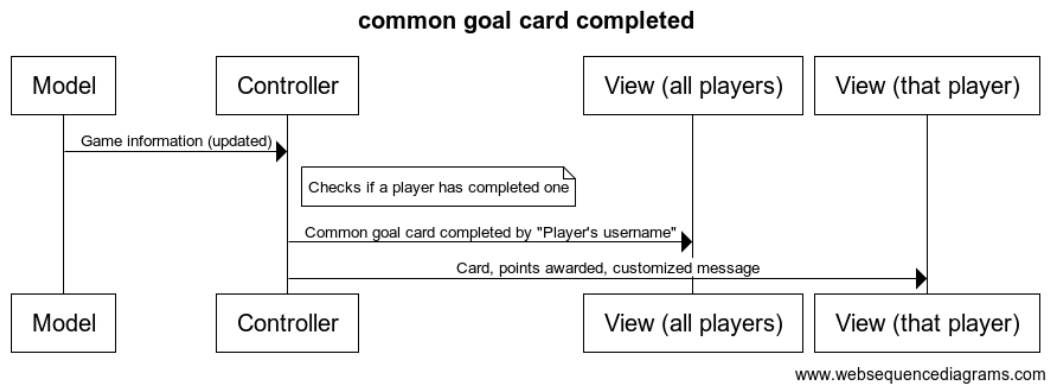 common goal card completed
Model
Controller
View (all players)
View (that player)
Game information (updated)
Checks if a player has completed one
Common goal card completed by "Player's username"
Card, points awarded, customized message
Model
Controller
View (all players)
View (that player)
www.websequencediagrams.com